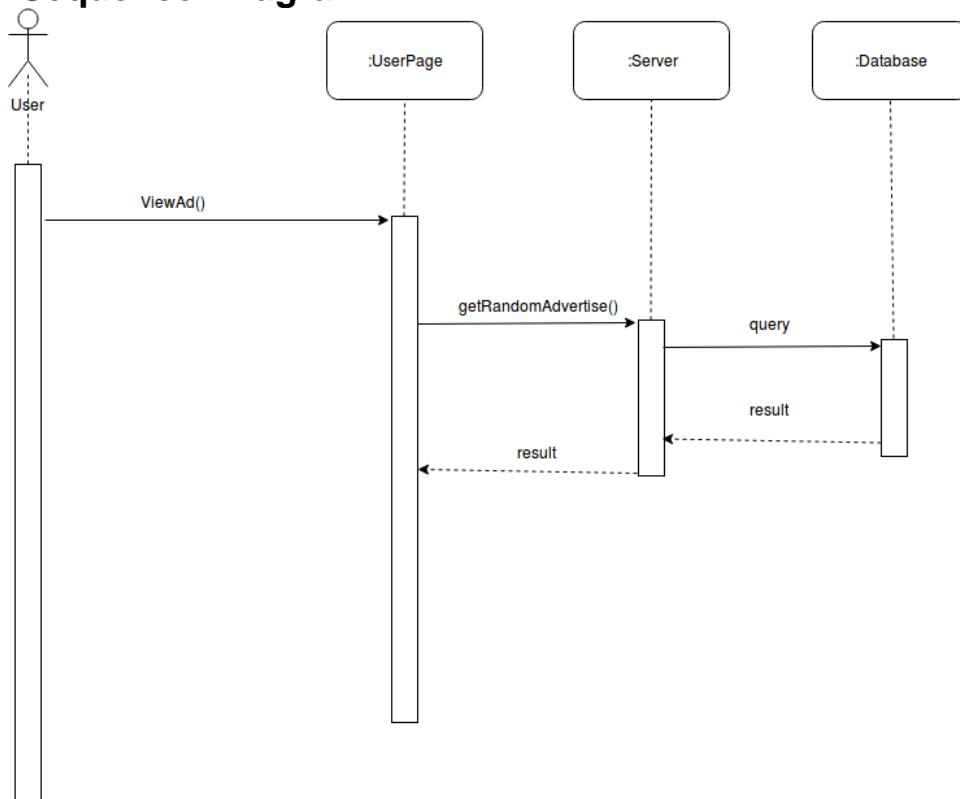 User
:UserPage
:Server
:Database
ViewAd()
getRandomAdvertise()
query
result
result